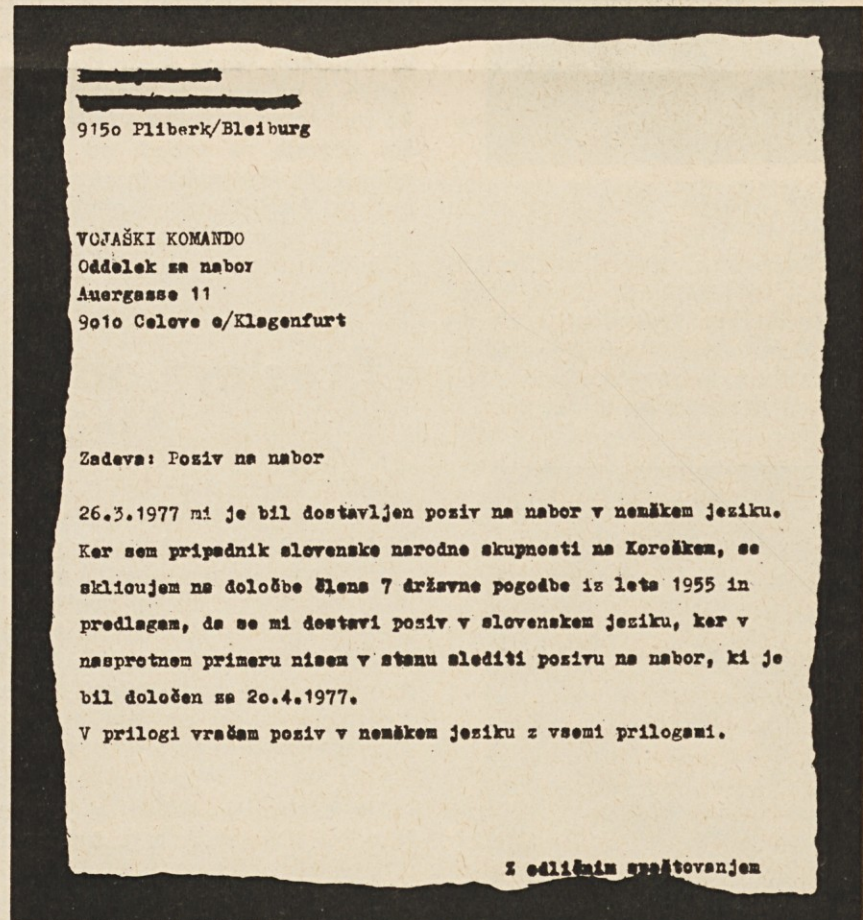 9150 Pliberk/Bleiburg
VOJAŠKI KOMANDO
Oddelek za nabor
Auergasse 11
9010 Celove c/Klagenfurt
Zadeva: Poziv na nabor
26.3.1977 mi je bil dostavljen poziv na nabor v nemškem jeziku.
Ker sem pripadnik slovenske narodne skupnosti na Koroškem, se
sklicujem na določbe člena 7 državne pogodbe iz leta 1955 in
predlagam, da se mi dostavi poziv v slovenskem jeziku, ker v
nasprotnem primeru nisem v stanu slediti pozivu na nabor, ki je
bil določen za 20.4.1977.
V prilogi vračam poziv v nemškem jeziku z vsemi prilogami.
Z odličnim spoštovanjem